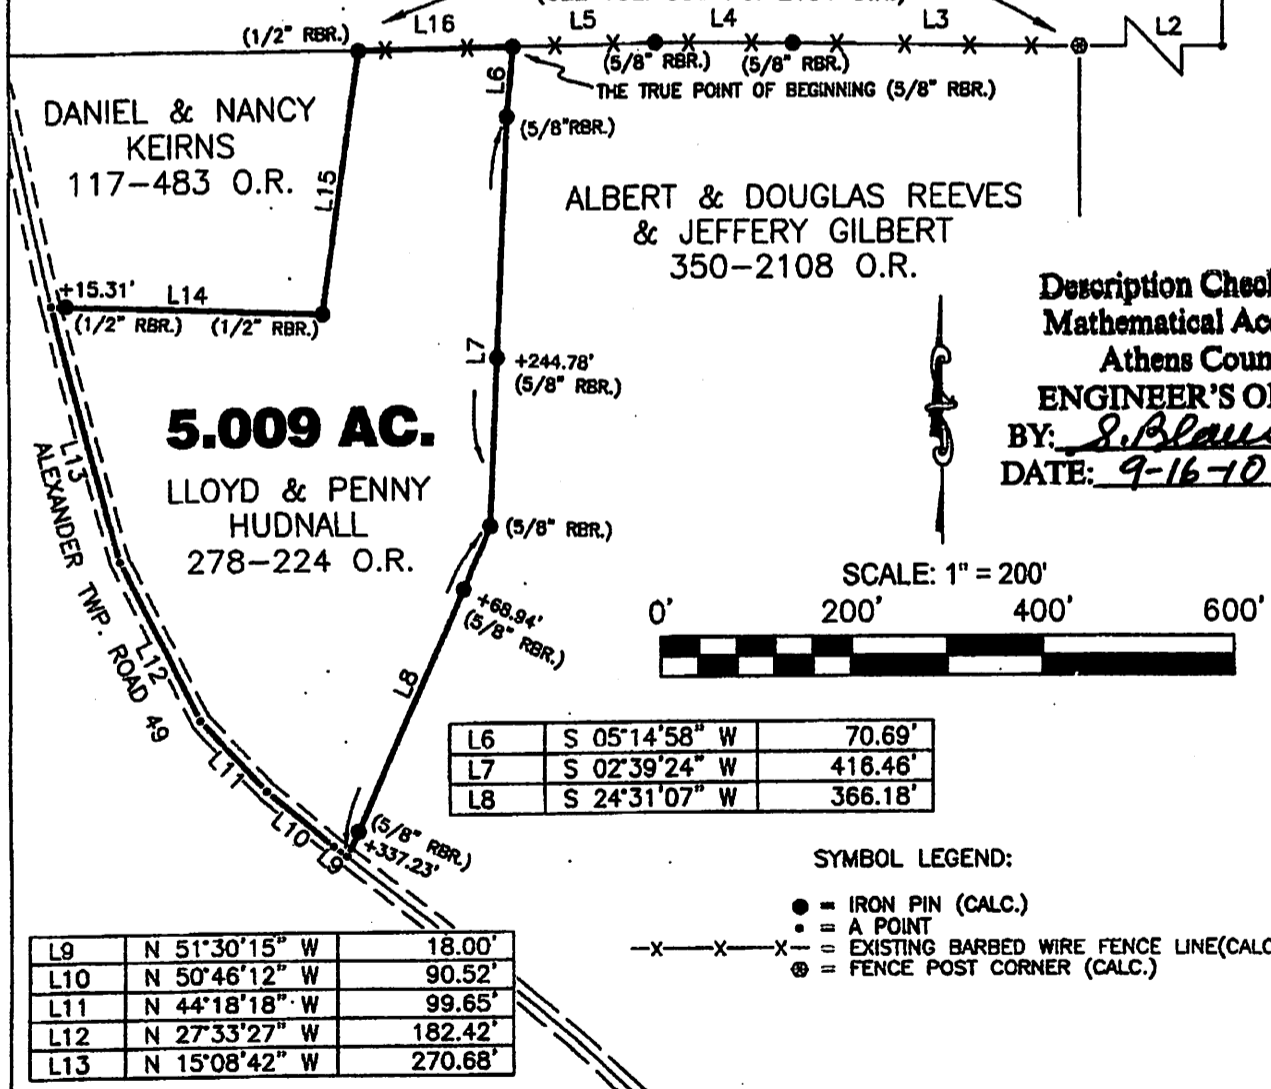 L16
L5
L4
L3
L2
(1/2" RBR.)
(5/8" RBR.)
(5/8" RBR.)
L6
THE TRUE POINT OF BEGINNING (5/8" RBR.)
(5/8"RBR.)
DANIEL & NANCY
KEIRNS
117-483 O.R.
L15
ALBERT & DOUGLAS REEVES
& JEFFERY GILBERT
350-2108 O.R.
+15.31'
L14
(1/2" RBR.)
(1/2" RBR.)
L7
+244.78'
(5/8" RBR.)
5.009 AC.
LLOYD & PENNY
HUDNALL
278-224 O.R.
L13
ALEXANDER TWP. ROAD 49
L12
L11
L10
L9
(5/8" RBR.)
+68.94'
(5/8" RBR.)
L8
(5/8" RBR.)
+337.23'
BY:
DATE: 9-16-10
SCALE: 1" = 200'
0' 200' 400' 600'
L6 S 05°14'58" W 70.69'
L7 S 02°39'24" W 416.46'
L8 S 24°31'07" W 366.18'
SYMBOL LEGEND:
= IRON PIN (CALC.)
= A POINT
—X——X——X— = EXISTING BARBED WIRE FENCE LINE(CALC
= FENCE POST CORNER (CALC.)
L9 N 51°30'15" W 18.00'
L10 N 50°46'12" W 90.52'
L11 N 44°18'18" W 99.65'
L12 N 27°33'27" W 182.42'
L13 N 15°08'42" W 270.68'